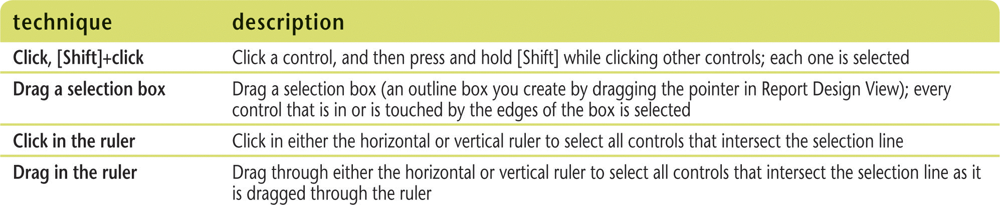 technique description
Click, [Shift]+click Click a control, and then press and hold [Shift] while clicking other controls; each one is selected
Drag a selection box Drag a selection box (an outline box you create by dragging the pointer in Report Design View); every
control that is in or is touched by the edges of the box is selected
Click in the ruler Click in either the horizontal or vertical ruler to select all controls that intersect the selection line
Drag in the ruler Drag through either the horizontal or vertical ruler to select all controls that intersect the selection line as it
is dragged through the ruler